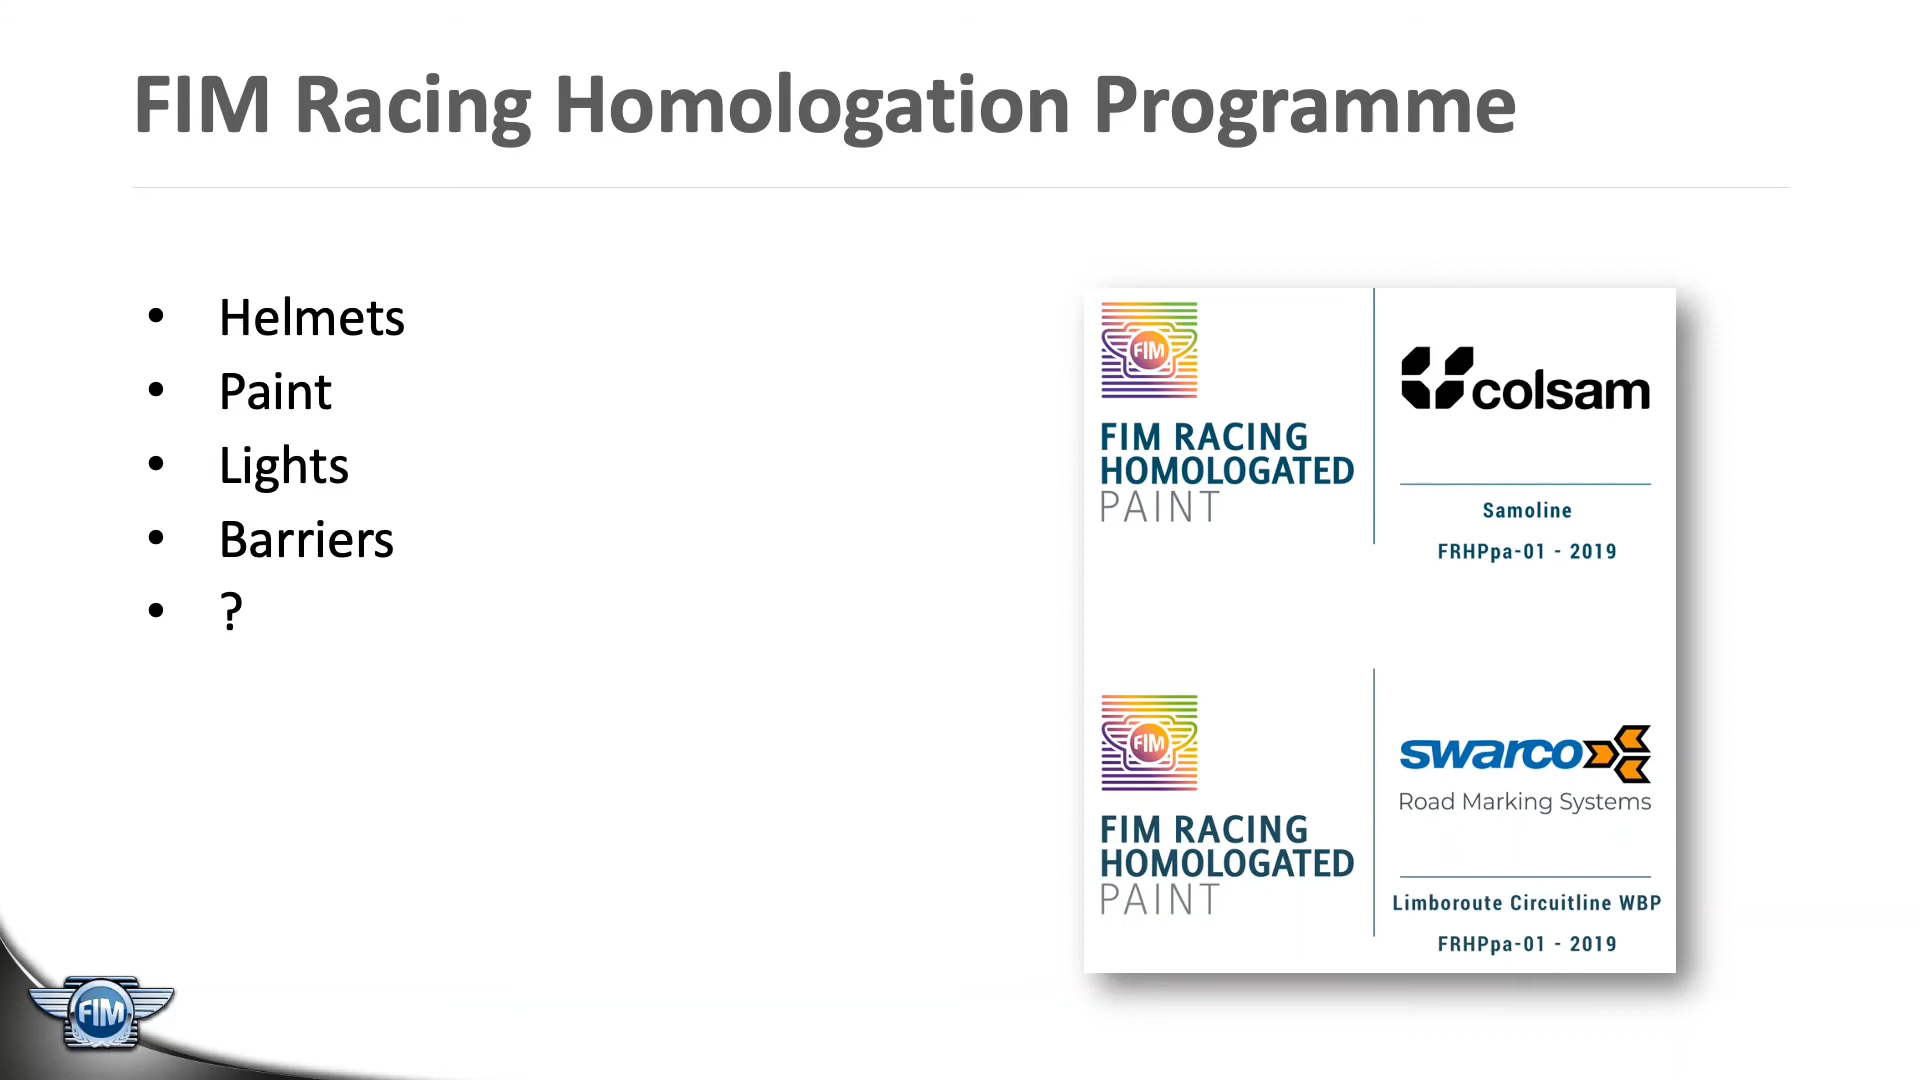 FIM Racing Homologation Programme
• Helmets
• Paint
• Lights
• Barriers
• ?
FIM
FIM RACING
HOMOLOGATED
PAINT
colsam
Samoline
FRHPpa-01 - 2019
FIM
FIM RACING
HOMOLOGATED
PAINT
swarco
Road Marking Systems
Limboroute Circuitline WBP
FRHPpa-01 - 2019
FIM